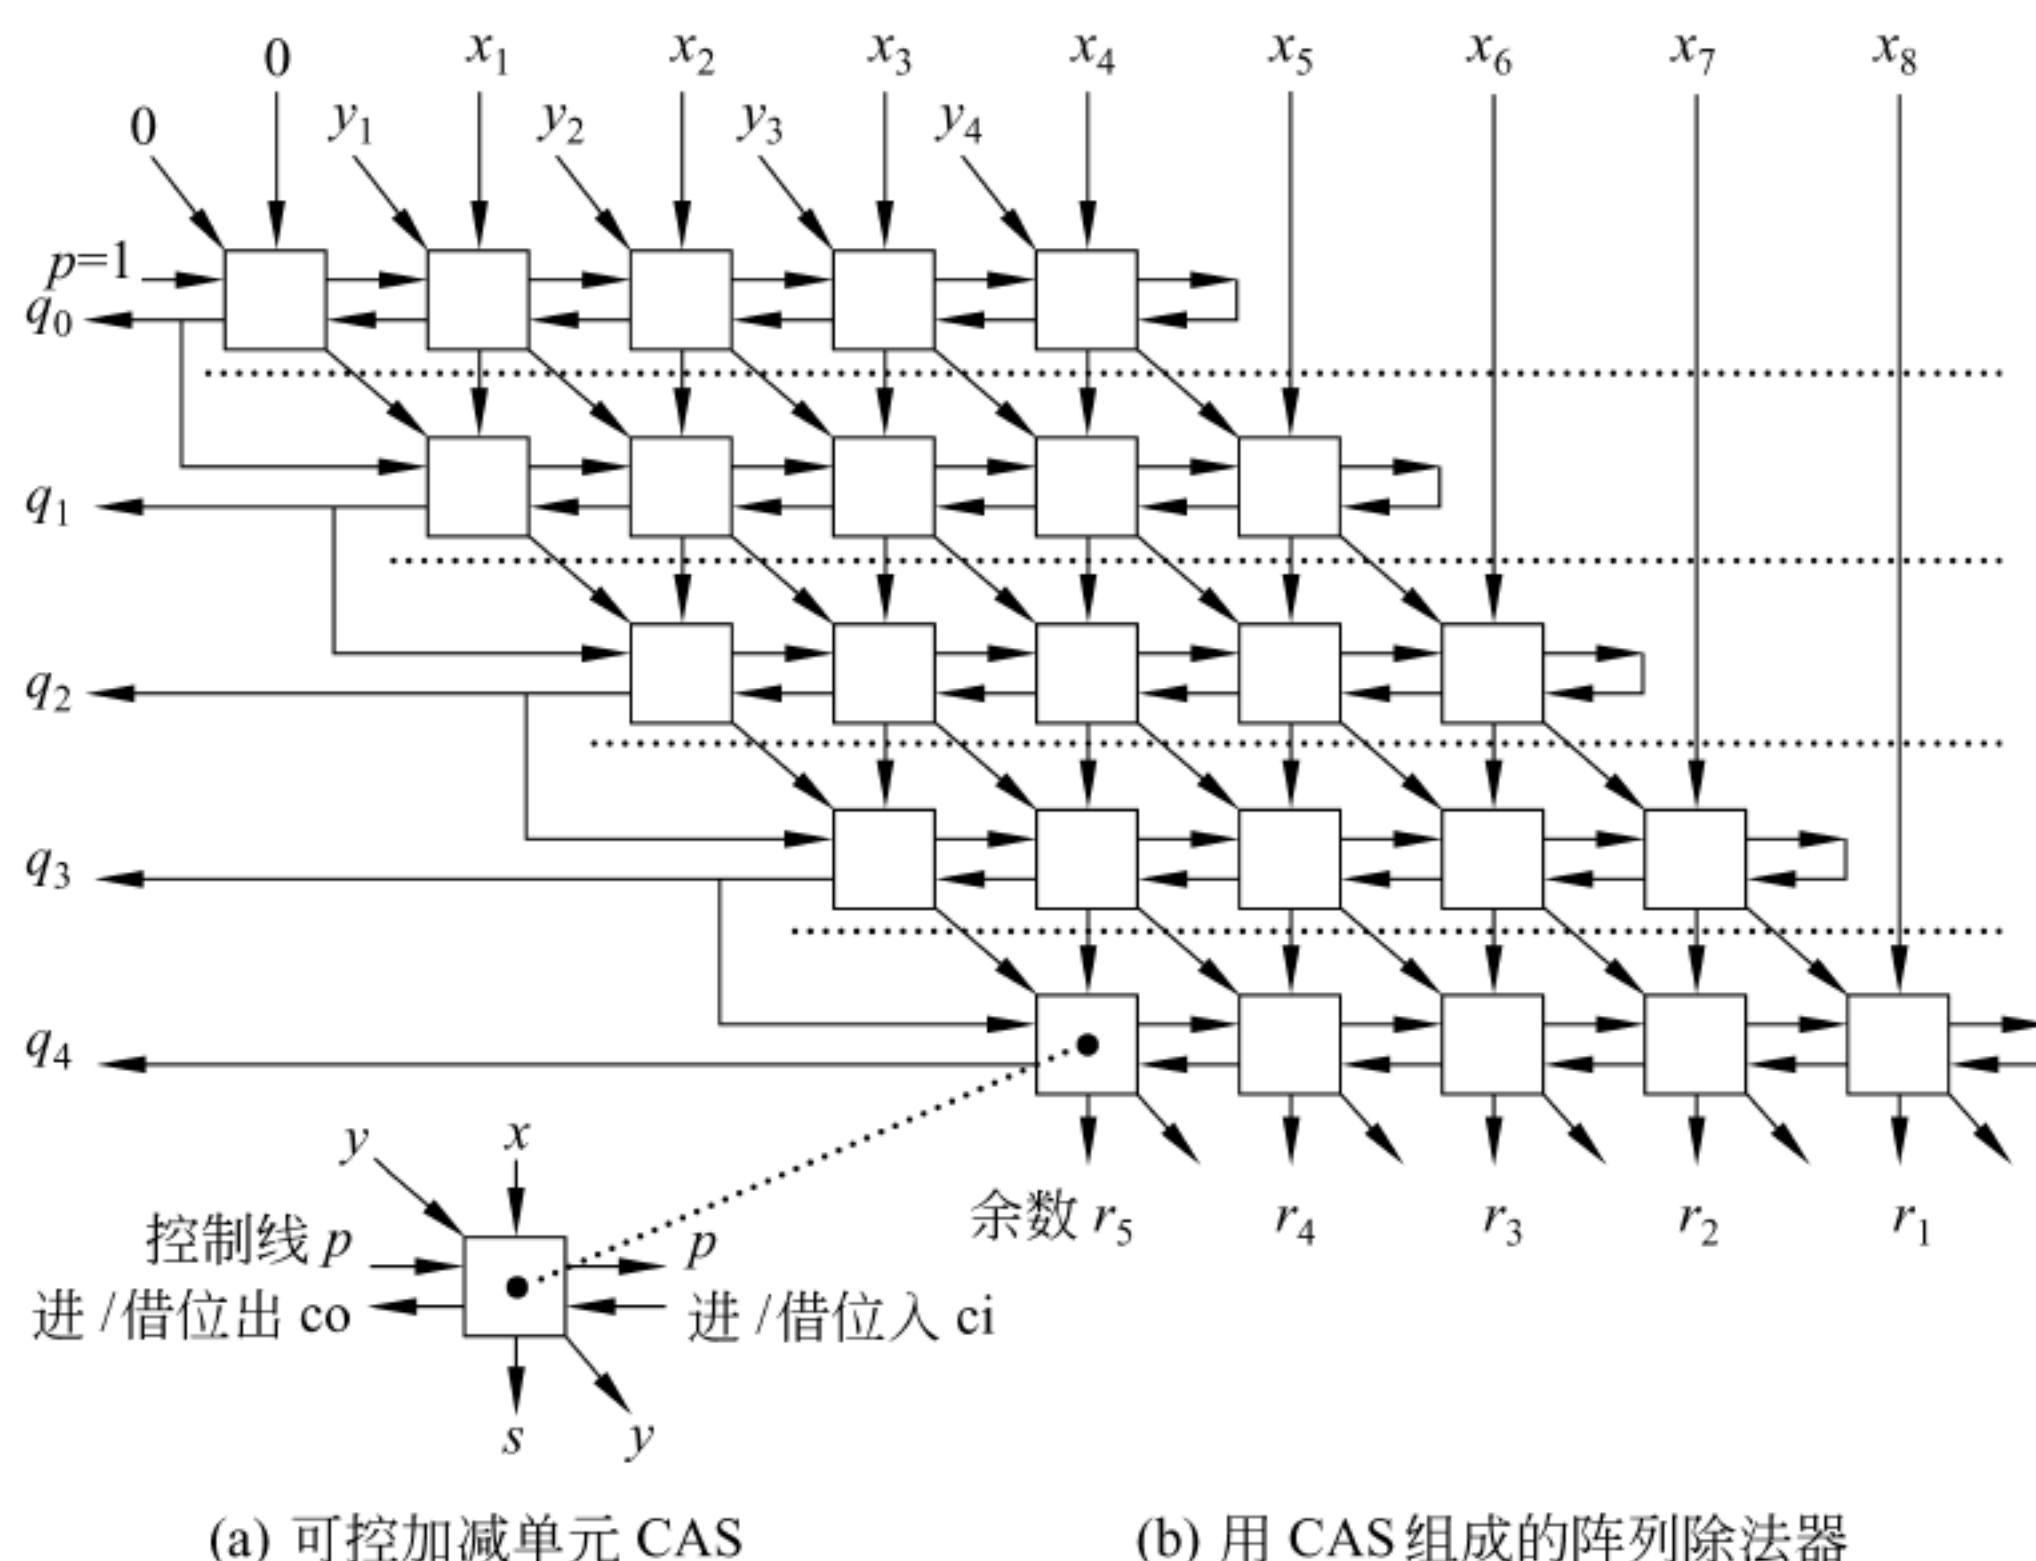 0 x₁ x₂ x₃ x₄ x₅ x₆ x₇ x₈
0 y₁ y₂ y₃ y₄
p=1
q₀
q₁
q₂
q₃
q₄
余数 r₅ r₄ r₃ r₂ r₁
y x
控制线 p p
进/借位出 co 进/借位入 ci
s y
(a) 可控加减单元 CAS (b) 用 CAS 组成的阵列除法器